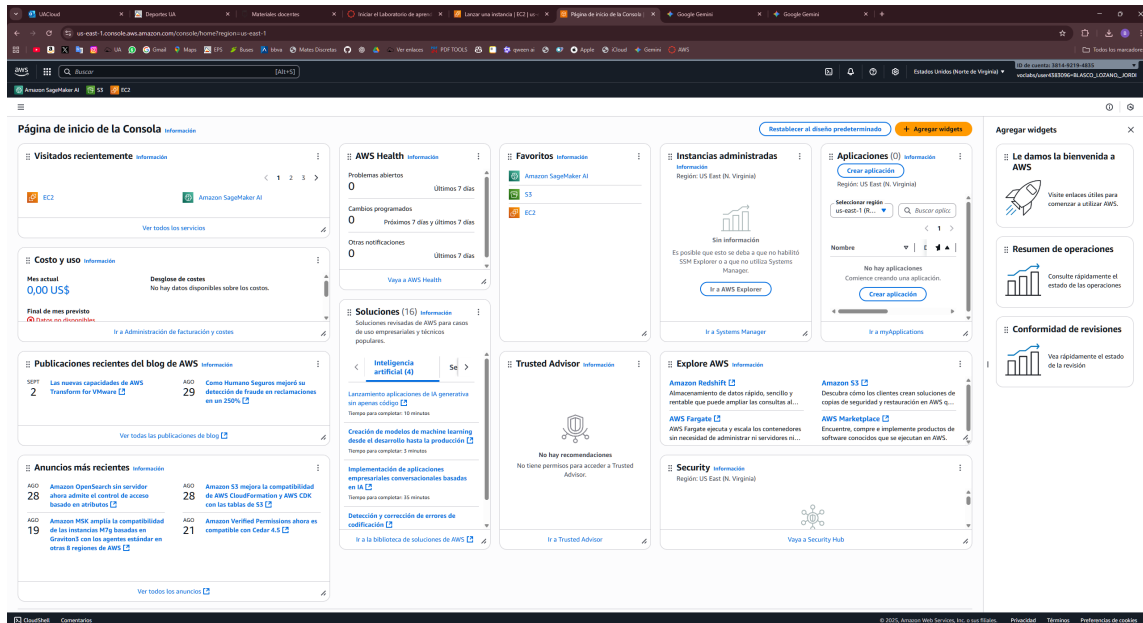 UACloud
Deportes UA
Materiales docentes
Iniciar el Laboratorio de apren
Lanzar una instancia | EC2 | us-
Página de inicio de la Consola
Google Gemini
Google Gemini
us-east-1.console.aws.amazon.com/console/home?region=us-east-1
UA
Gmail
Maps
EPS
Buses
bbva
Mates Discretas
Ver enlaces
PDF TOOLS
qween ai
Apple
iCloud
Gemini
AWS
Todos los marcadores
aws
Buscar
[Alt+S]
Estados Unidos (Norte de Virginia)
ID de cuenta: 3814-9219-4835
voclabs/user4383096=BLASCO_LOZANO,_JORDI
Amazon SageMaker AI
S3
EC2
Página de inicio de la Consola Información
Restablecer al diseño predeterminado
+ Agregar widgets
Visitados recientemente Información
1 2 3
EC2
Amazon SageMaker AI
Ver todos los servicios
Costo y uso Información
Mes actual
0,00 US$
Desglose de costes
No hay datos disponibles sobre los costos.
Final de mes previsto
Datos no disponibles
Ir a Administración de facturación y costes
Publicaciones recientes del blog de AWS Información
SEPT
2
Las nuevas capacidades de AWS
Transform for VMware
AGO
29
Como Humano Seguros mejoró su
detección de fraude en reclamaciones
en un 250%
Ver todas las publicaciones de blog
Anuncios más recientes Información
AGO
28
Amazon OpenSearch sin servidor
ahora admite el control de acceso
basado en atributos
AGO
28
Amazon S3 mejora la compatibilidad
de AWS CloudFormation y AWS CDK
con las tablas de S3
AGO
19
Amazon MSK amplía la compatibilidad
de las instancias M7g basadas en
Graviton3 con los agentes estándar en
otras 8 regiones de AWS
AGO
21
Amazon Verified Permissions ahora es
compatible con Cedar 4.5
Ver todos los anuncios
AWS Health Información
Problemas abiertos
0
Últimos 7 días
Cambios programados
0
Próximos 7 días y últimos 7 días
Otras notificaciones
0
Últimos 7 días
Vaya a AWS Health
Soluciones (16) Información
Soluciones revisadas de AWS para casos
de uso empresariales y técnicos
populares.
Inteligencia
artificial (4)
Se
Lanzamiento aplicaciones de IA generativa
sin apenas código
Tiempo para completar: 10 minutos
Creación de modelos de machine learning
desde el desarrollo hasta la producción
Tiempo para completar: 3 minutos
Implementación de aplicaciones
empresariales conversacionales basadas
en IA
Tiempo para completar: 35 minutos
Detección y corrección de errores de
codificación
Ir a la biblioteca de soluciones de AWS
Favoritos Información
Amazon SageMaker AI
S3
EC2
Trusted Advisor Información
No hay recomendaciones
No tiene permisos para acceder a Trusted
Advisor.
Ir a Trusted Advisor
Instancias administradas
Información
Región: US East (N. Virginia)
Sin información
Es posible que esto se deba a que no habilitó
SSM Explorer o a que no utiliza Systems
Manager.
Ir a AWS Explorer
Ir a Systems Manager
Aplicaciones (0) Información
Crear aplicación
Región: US East (N. Virginia)
Seleccionar región
us-east-1 (R...
Buscar aplic
1
Nombre
No hay aplicaciones
Comience creando una aplicación.
Crear aplicación
Ir a myApplications
Explore AWS Información
Amazon Redshift
Almacenamiento de datos rápido, sencillo y
rentable que puede ampliar las consultas al...
Amazon S3
Descubra cómo los clientes crean soluciones de
copias de seguridad y restauración en AWS q...
AWS Fargate
AWS Fargate ejecuta y escala los contenedores
sin necesidad de administrar ni servidores ni...
AWS Marketplace
Encuentre, compre e implemente productos de
software conocidos que se ejecutan en AWS.
Security Información
Región: US East (N. Virginia)
Vaya a Security Hub
Agregar widgets
Le damos la bienvenida a
AWS
Visite enlaces útiles para
comenzar a utilizar AWS.
Resumen de operaciones
Consulte rápidamente el
estado de las operaciones
Conformidad de revisiones
Vea rápidamente el estado
de la revisión
CloudShell
Comentarios
© 2025, Amazon Web Services, Inc. o sus filiales.
Privacidad
Términos
Preferencias de cookies